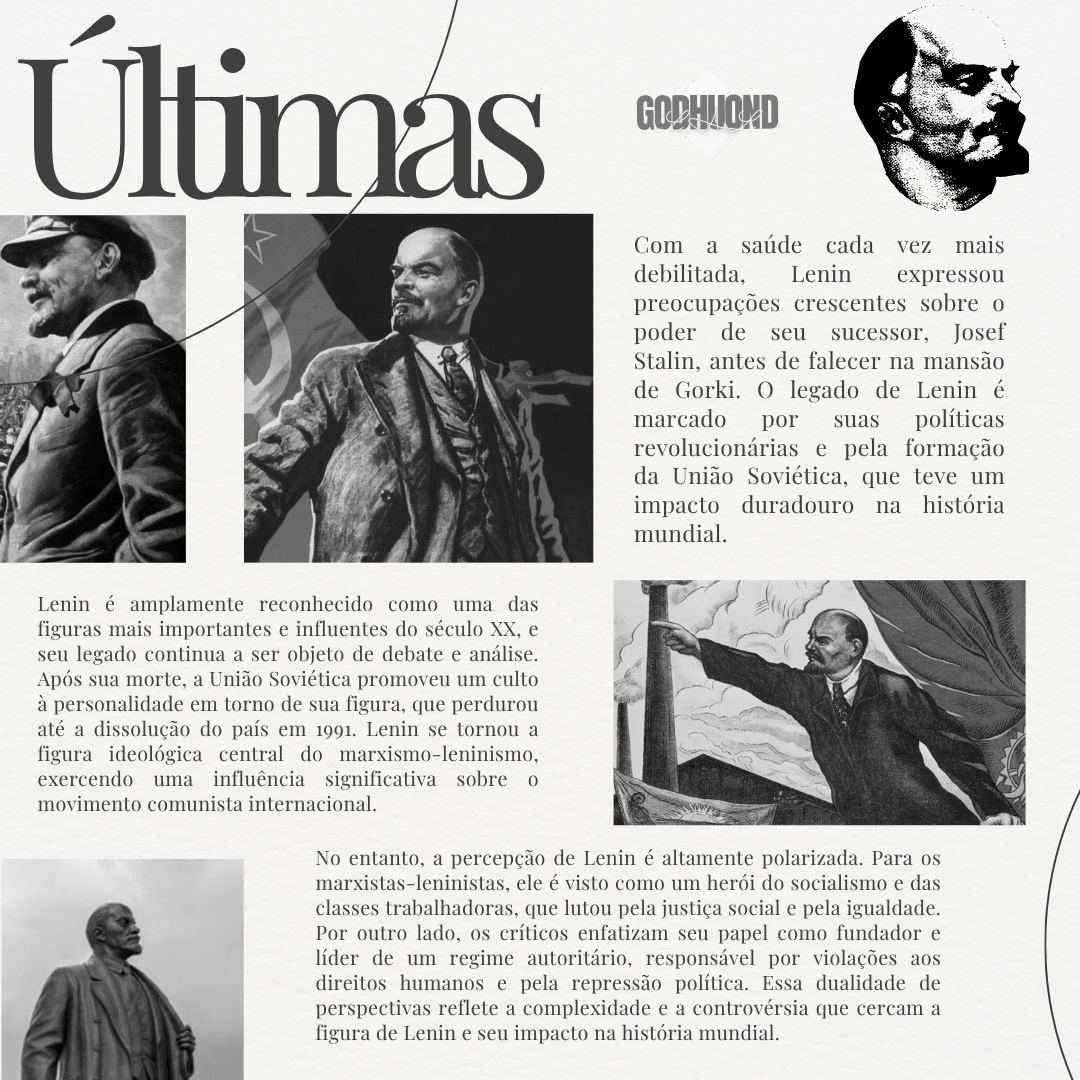 Últimas
GODHUOND
Com a saúde cada vez mais
debilitada, Lenin expressou
preocupações crescentes sobre o
poder de seu sucessor, Josef
Stalin, antes de falecer na mansão
de Gorki. O legado de Lenin é
marcado por suas políticas
revolucionárias e pela formação
da União Soviética, que teve um
impacto duradouro na história
mundial.
Lenin é amplamente reconhecido como uma das
figuras mais importantes e influentes do século XX, e
seu legado continua a ser objeto de debate e análise.
Após sua morte, a União Soviética promoveu um culto
à personalidade em torno de sua figura, que perdurou
até a dissolução do país em 1991. Lenin se tornou a
figura ideológica central do marxismo-leninismo,
exercendo uma influência significativa sobre o
movimento comunista internacional.
No entanto, a percepção de Lenin é altamente polarizada. Para os
marxistas-leninistas, ele é visto como um herói do socialismo e das
classes trabalhadoras, que lutou pela justiça social e pela igualdade.
Por outro lado, os críticos enfatizam seu papel como fundador e
líder de um regime autoritário, responsável por violações aos
direitos humanos e pela repressão política. Essa dualidade de
perspectivas reflete a complexidade e a controvérsia que cercam a
figura de Lenin e seu impacto na história mundial.